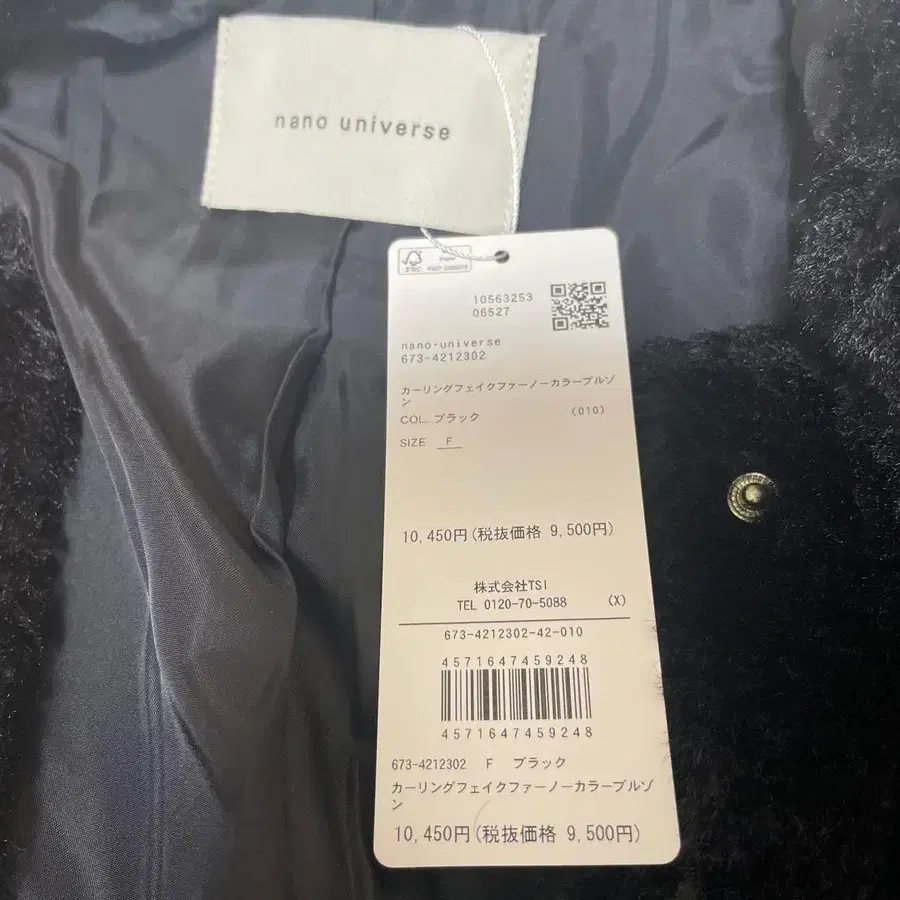 nano universe
FSC
10563253
06527
nano・universe
673-4212302
カーリングフェイクファーノーカラーブルゾ
ン
COL. ブラック (010)
SIZE F
10,450円(税抜価格 9,500円)
株式会社TSI
TEL 0120-70-5088 (X)
673-4212302-42-010
4571647459248
4571647459248
673-4212302 F ブラック
カーリングフェイクファーノーカラーブルゾ
ン
10,450円(税抜価格 9,500円)